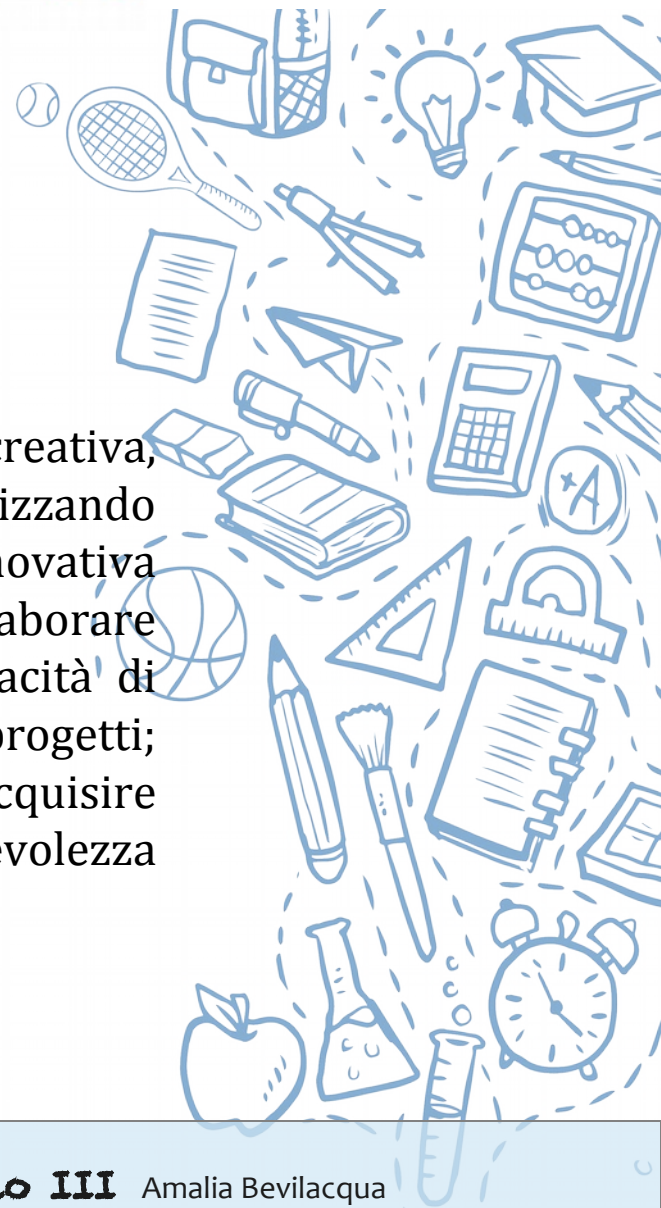 creativa,
izzando
novativa
aborare
acità di
progetti;
cquisire
evolezza
+A
o III Amalia Bevilacqua